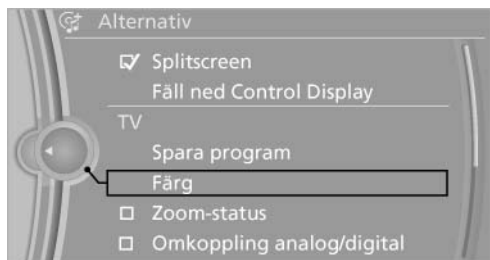 Alternativ
Splitscreen
Fäll ned Control Display
TV
Spara program
Färg
Zoom-status
Omkoppling analog/digital